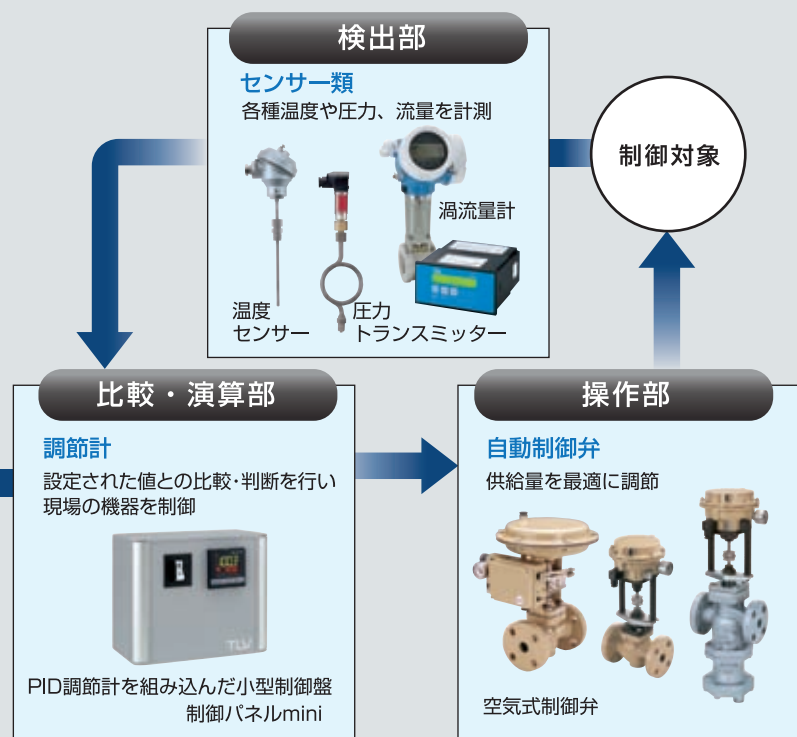 検出部
センサー類
各種温度や圧力、流量を計測
制御対象
渦流量計
温度
センサー
圧力
トランスミッター
比較・演算部
調節計
設定された値との比較・判断を行い
現場の機器を制御
TLV
PID調節計を組み込んだ小型制御盤
制御パネルmini
操作部
自動制御弁
供給量を最適に調節
空気式制御弁